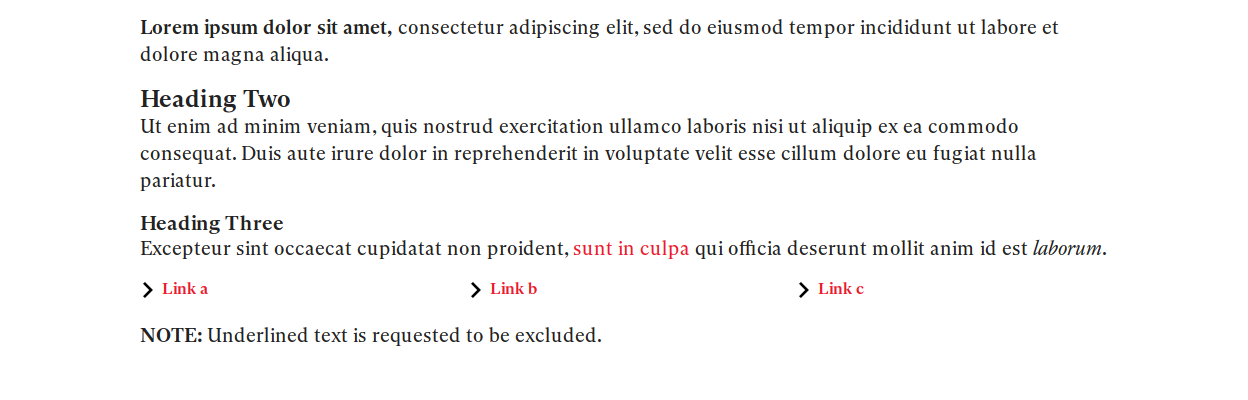 Lorem ipsum dolor sit amet, consectetur adipiscing elit, sed do eiusmod tempor incididunt ut labore et
dolore magna aliqua.
Heading Two
Ut enim ad minim veniam, quis nostrud exercitation ullamco laboris nisi ut aliquip ex ea commodo
consequat. Duis aute irure dolor in reprehenderit in voluptate velit esse cillum dolore eu fugiat nulla
pariatur.
Heading Three
Excepteur sint occaecat cupidatat non proident, sunt in culpa qui officia deserunt mollit anim id est laborum.
Link a Link b Link c
NOTE: Underlined text is requested to be excluded.